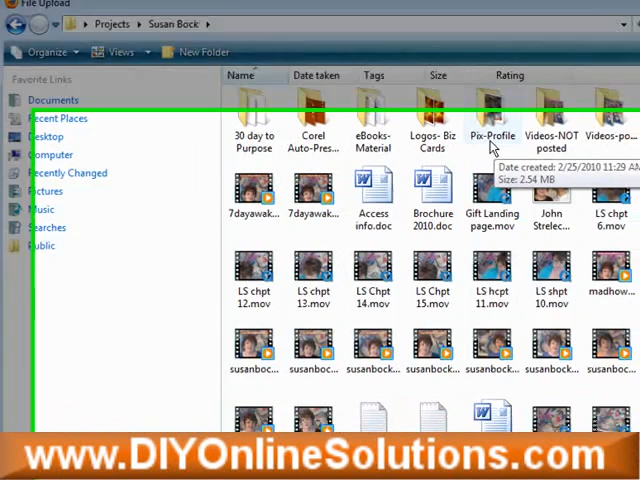 File Upload
Projects
Susan Bock
Organize
Views
New Folder
Favorite Links
Documents
Recent Places
Desktop
Computer
Recently Changed
Pictures
Music
Searches
Public
Name
Date taken
Tags
Size
Rating
30 day to
Purpose
Corel
Auto-Pres...
eBooks-
Material
Logos- Biz
Cards
Pix-Profile
Videos-NOT
posted
Videos-po...
Date created: 2/25/2010 11:29 AM
Size: 2.54 MB
7dayawak...
7dayawak...
Access
info.doc
Brochure
2010.doc
Gift Landing
page.mov
John
Strelec...
LS chpt
6.mov
LS chpt
12.mov
LS chpt
13.mov
LS Chpt
14.mov
LS Chpt
15.mov
LS hcpt
11.mov
LS shpt
10.mov
madhow...
susanbock...
susanbock...
susanbock...
susanbock...
susanbock...
susanbock...
susanbock...
www.DIYOnlineSolutions.com